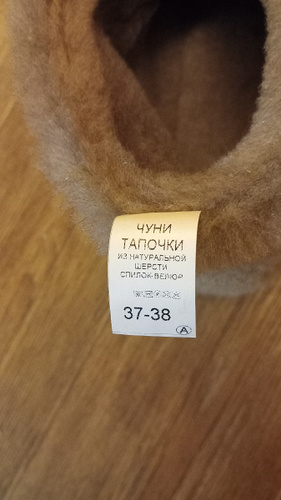 ЧУНИ
ТАПОЧКИ
ИЗ НАТУРАЛЬНОЙ
ШЕРСТИ
СПИЛОК-ВЕЛЮР
37-38
A